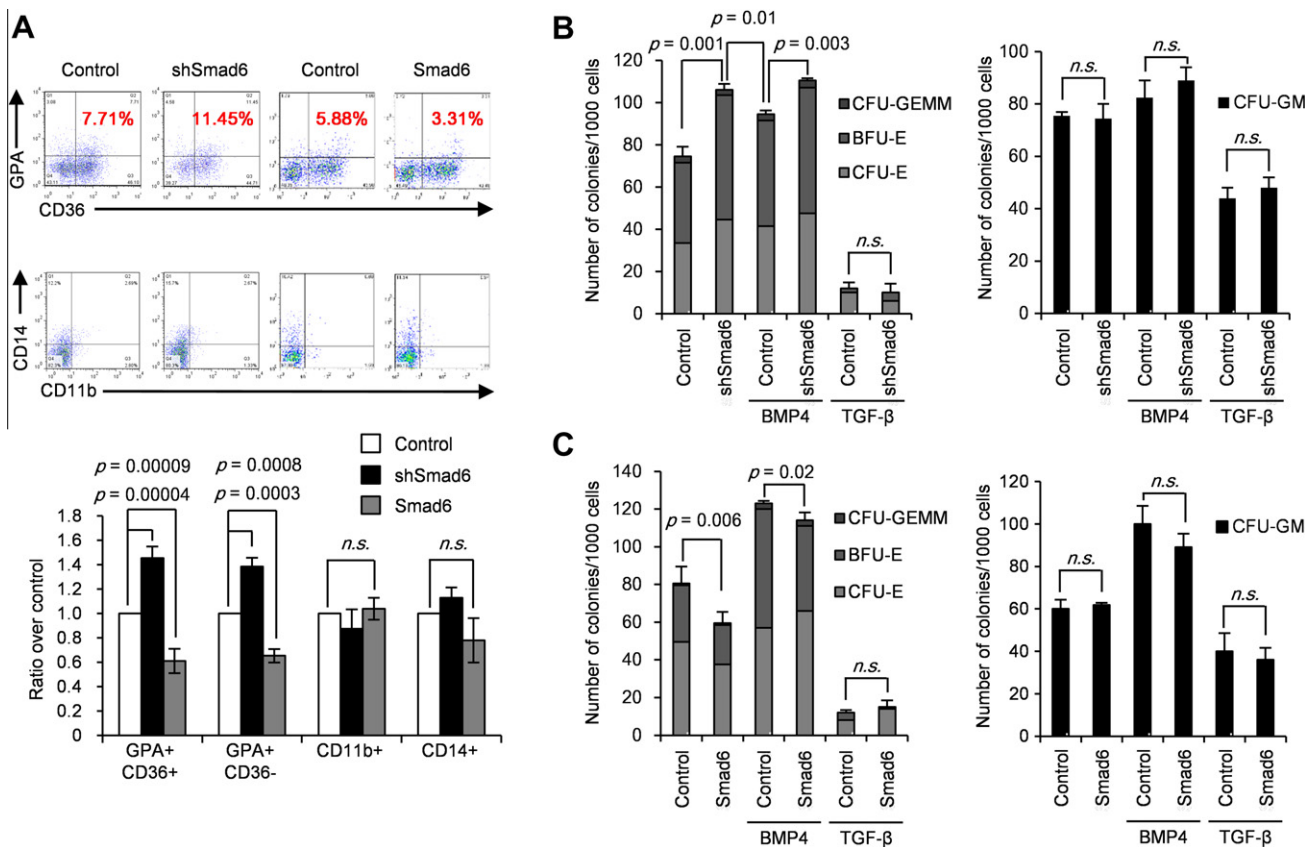 A
Control
shSmad6
Control
Smad6
GPA
7.71%
11.45%
5.88%
3.31%
CD36
CD14
CD11b
Control
shSmad6
Smad6
p = 0.00009
p = 0.00004
p = 0.0008
p = 0.0003
n.s.
n.s.
Ratio over control
1.8
1.6
1.4
1.2
1
0.8
0.6
0.4
0.2
0
GPA+
CD36+
GPA+
CD36-
CD11b+
CD14+
B
p = 0.001
p = 0.01
p = 0.003
n.s.
Number of colonies/1000 cells
120
100
80
60
40
20
0
CFU-GEMM
BFU-E
CFU-E
Control
shSmad6
Control
shSmad6
Control
shSmad6
BMP4
TGF-β
n.s.
n.s.
n.s.
Number of colonies/1000 cells
100
80
60
40
20
0
CFU-GM
Control
shSmad6
Control
shSmad6
Control
shSmad6
BMP4
TGF-β
C
p = 0.006
p = 0.02
n.s.
Number of colonies/1000 cells
140
120
100
80
60
40
20
0
CFU-GEMM
BFU-E
CFU-E
Control
Smad6
Control
Smad6
Control
Smad6
BMP4
TGF-β
n.s.
n.s.
n.s.
Number of colonies/1000 cells
120
100
80
60
40
20
0
CFU-GM
Control
Smad6
Control
Smad6
Control
Smad6
BMP4
TGF-β